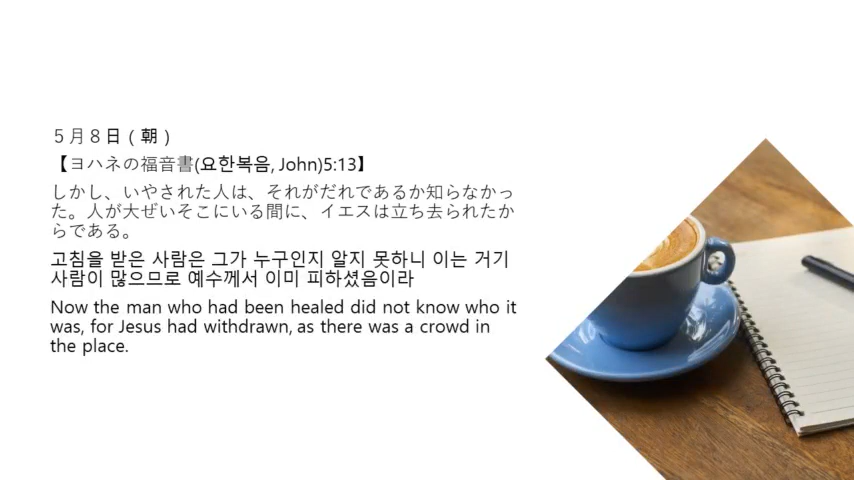 ５月８日（朝）
【ヨハネの福音書(요한복음, John)5:13】
しかし、いやされた人は、それがだれであるか知らなかっ
た。人が大ぜいそこにいる間に、イエスは立ち去られたか
らである。
고침을 받은 사람은 그가 누구인지 알지 못하니 이는 거기
사람이 많으므로 예수께서 이미 피하셨음이라
Now the man who had been healed did not know who it
was, for Jesus had withdrawn, as there was a crowd in
the place.